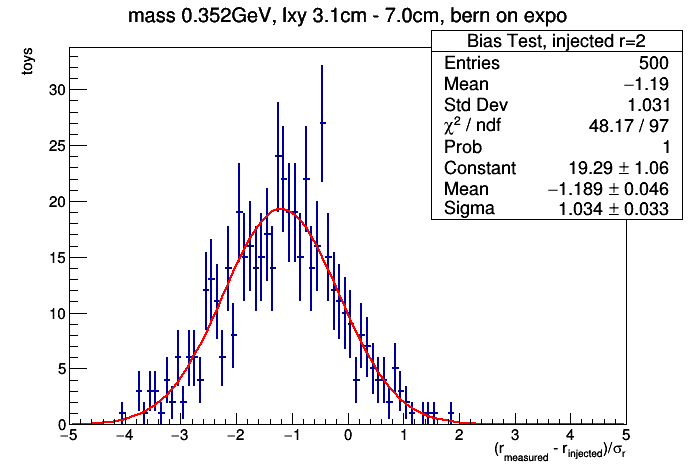 mass 0.352GeV, lxy 3.1cm - 7.0cm, bern on expo
Bias Test, injected r=2
Entries 500
Mean −1.19
Std Dev 1.031
χ² / ndf 48.17 / 97
Prob 1
Constant 19.29 ± 1.06
Mean −1.189 ± 0.046
Sigma 1.034 ± 0.033
toys
30
25
20
15
10
5
0
−5 −4 −3 −2 −1 0 1 2 3 4 5
(r_measured - r_injected)/σ_r